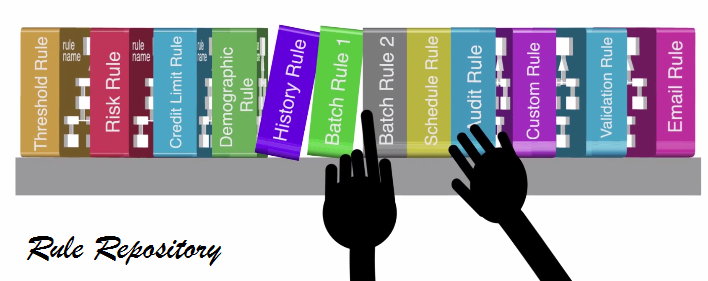 Threshold Rule
rule
name
Risk Rule
rule
name
Credit Limit Rule
rule
name
Demographic
Rule
History Rule
Batch Rule 1
Batch Rule 2
Schedule Rule
Audit Rule
Custom Rule
Validation Rule
Email Rule
Rule Repository